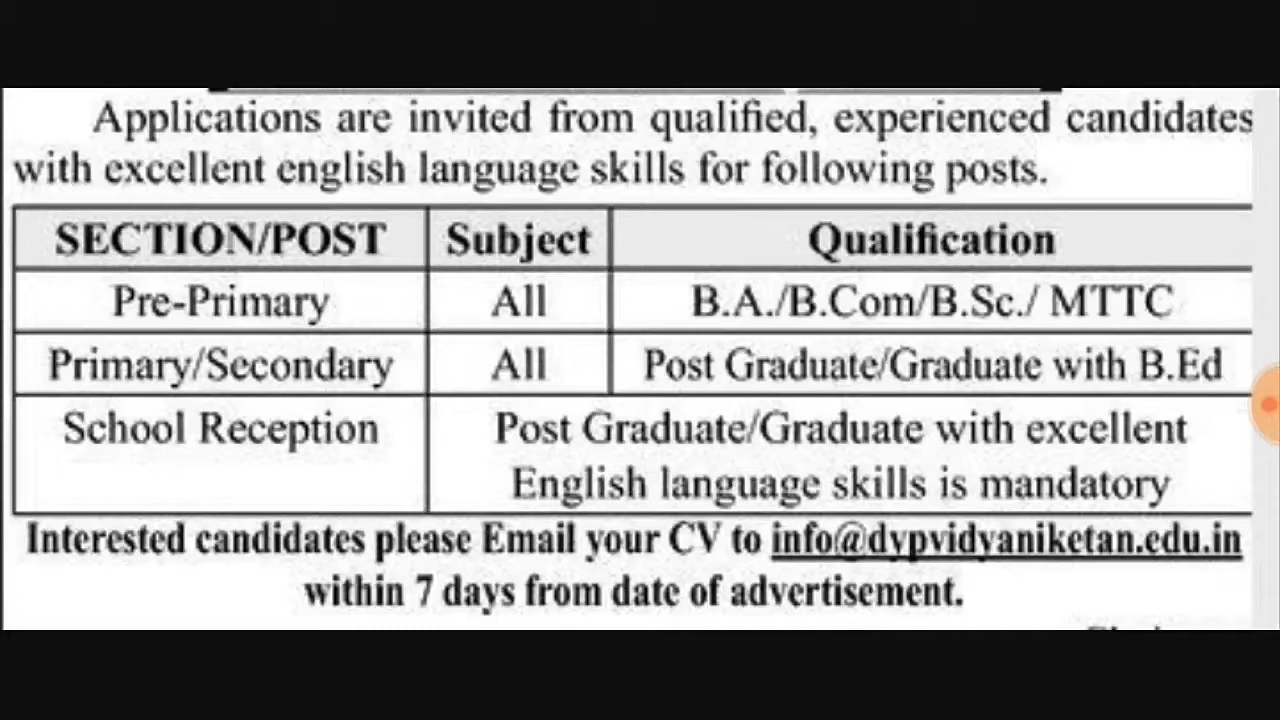 Applications are invited from qualified, experienced candidates
with excellent english language skills for following posts.
SECTION/POST Subject Qualification
Pre-Primary All B.A./B.Com/B.Sc./ MTTC
Primary/Secondary All Post Graduate/Graduate with B.Ed
School Reception Post Graduate/Graduate with excellent
English language skills is mandatory
Interested candidates please Email your CV to info@dypvidyaniketan.edu.in
within 7 days from date of advertisement.